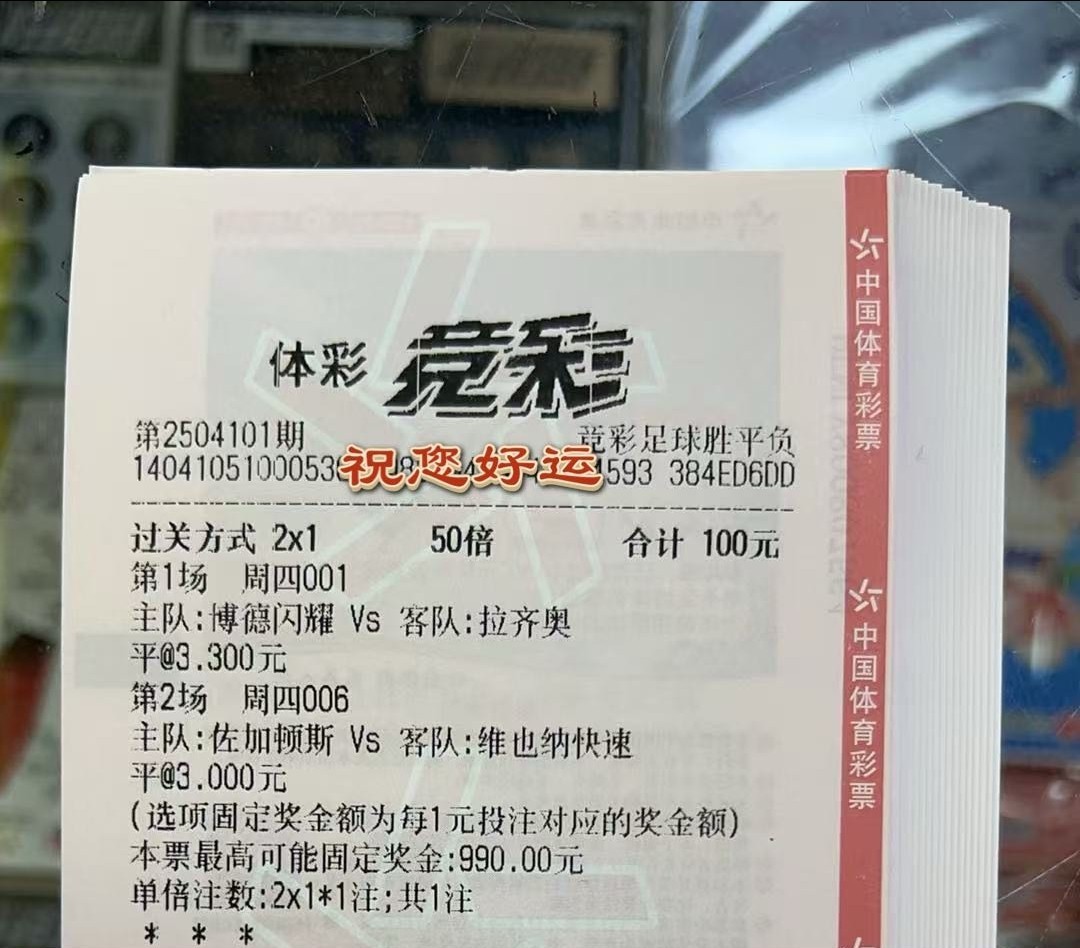 体彩 竞彩
第2504101期 竞彩足球胜平负
祝您好运
593 384ED6DD
过关方式 2x1 50倍 合计 100元
第1场 周四001
主队:博德闪耀 Vs 客队:拉齐奥
平@3.300元
第2场 周四006
主队:佐加顿斯 Vs 客队:维也纳快速
平@3.000元
(选项固定奖金额为每1元投注对应的奖金额)
本票最高可能固定奖金:990.00元
单倍注数:2x1*1注;共1注
* * *
中国体育彩票
中国体育彩票